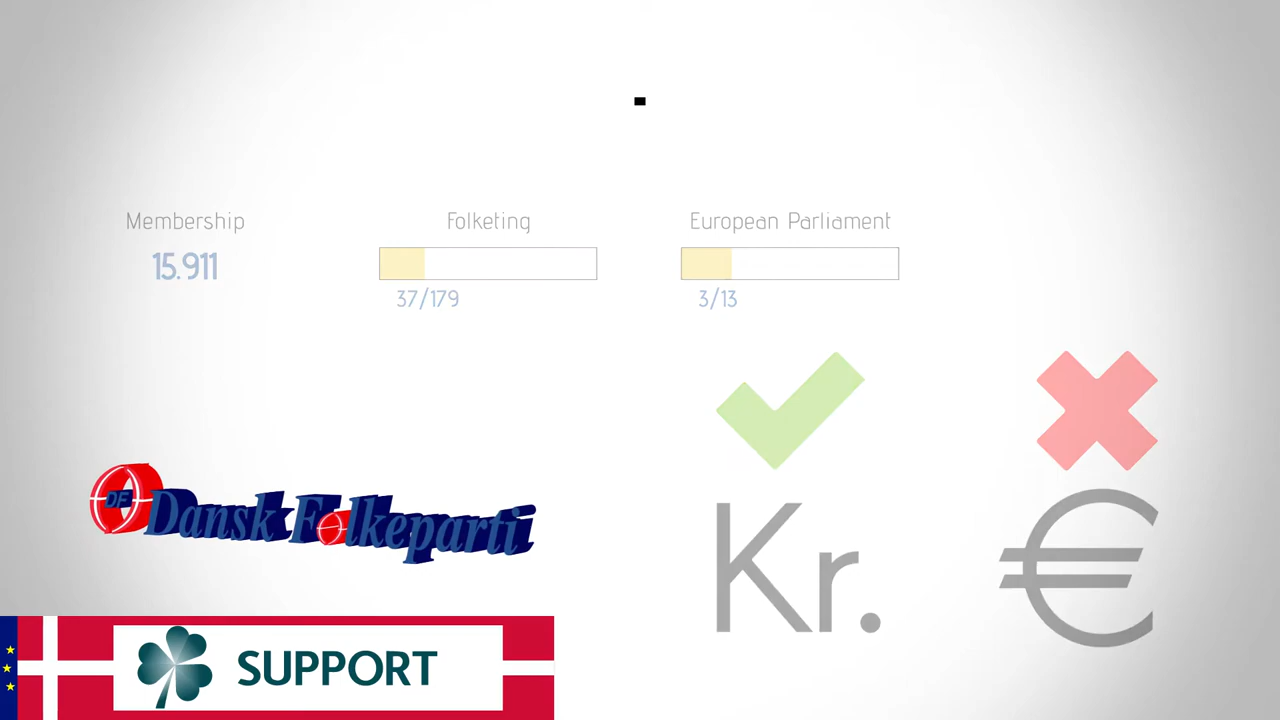 Membership
Folketing
European Parliament
15.911
37/179
3/13
DF Dansk Folkeparti
Kr.
€
SUPPORT